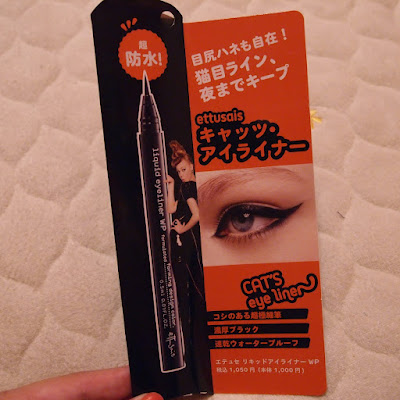 超
防水!
liquid eyeliner WP
目尻ハネも自在!
猫目ライン、
夜までキープ
ettusais
キャッツ・
アイライナー
CAT'S
eye liner
コシのある超極細筆
濃厚ブラック
速乾ウォータープルーフ
エテュセ リキッドアイライナー WP
税込 1,050円 (本体 1,000円)